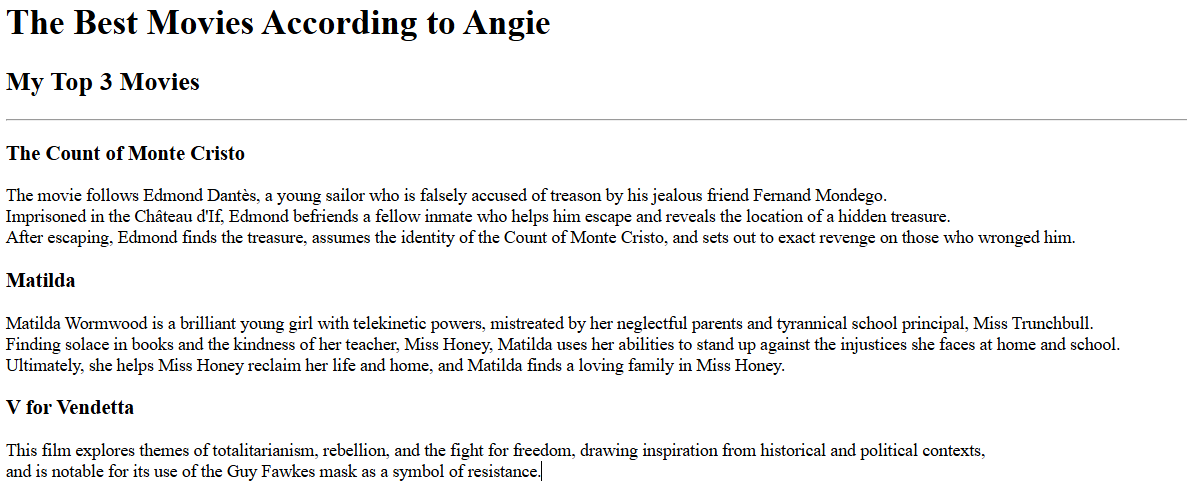 The Best Movies According to Angie
My Top 3 Movies
The Count of Monte Cristo
The movie follows Edmond Dantès, a young sailor who is falsely accused of treason by his jealous friend Fernand Mondego.
Imprisoned in the Château d'If, Edmond befriends a fellow inmate who helps him escape and reveals the location of a hidden treasure.
After escaping, Edmond finds the treasure, assumes the identity of the Count of Monte Cristo, and sets out to exact revenge on those who wronged him.
Matilda
Matilda Wormwood is a brilliant young girl with telekinetic powers, mistreated by her neglectful parents and tyrannical school principal, Miss Trunchbull.
Finding solace in books and the kindness of her teacher, Miss Honey, Matilda uses her abilities to stand up against the injustices she faces at home and school.
Ultimately, she helps Miss Honey reclaim her life and home, and Matilda finds a loving family in Miss Honey.
V for Vendetta
This film explores themes of totalitarianism, rebellion, and the fight for freedom, drawing inspiration from historical and political contexts,
and is notable for its use of the Guy Fawkes mask as a symbol of resistance.